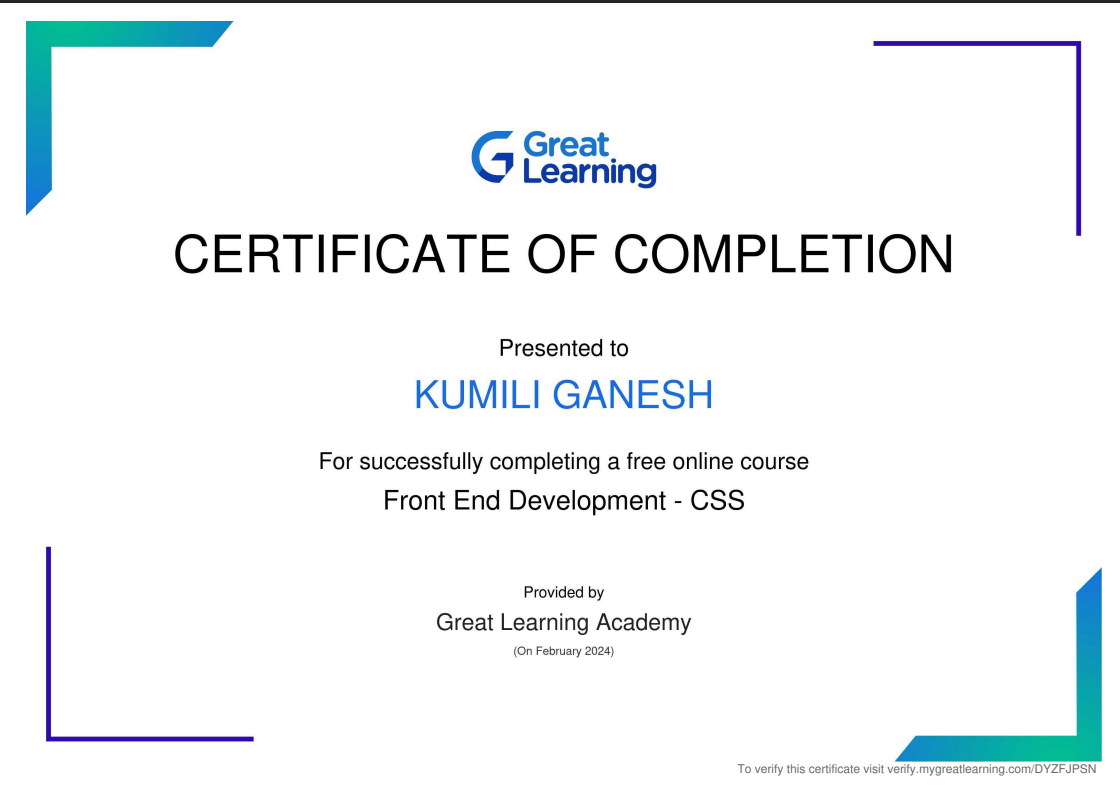 Great
Learning
CERTIFICATE OF COMPLETION
Presented to
KUMILI GANESH
For successfully completing a free online course
Front End Development - CSS
Provided by
Great Learning Academy
(On February 2024)
To verify this certificate visit verify.mygreatlearning.com/DYZFJPSN